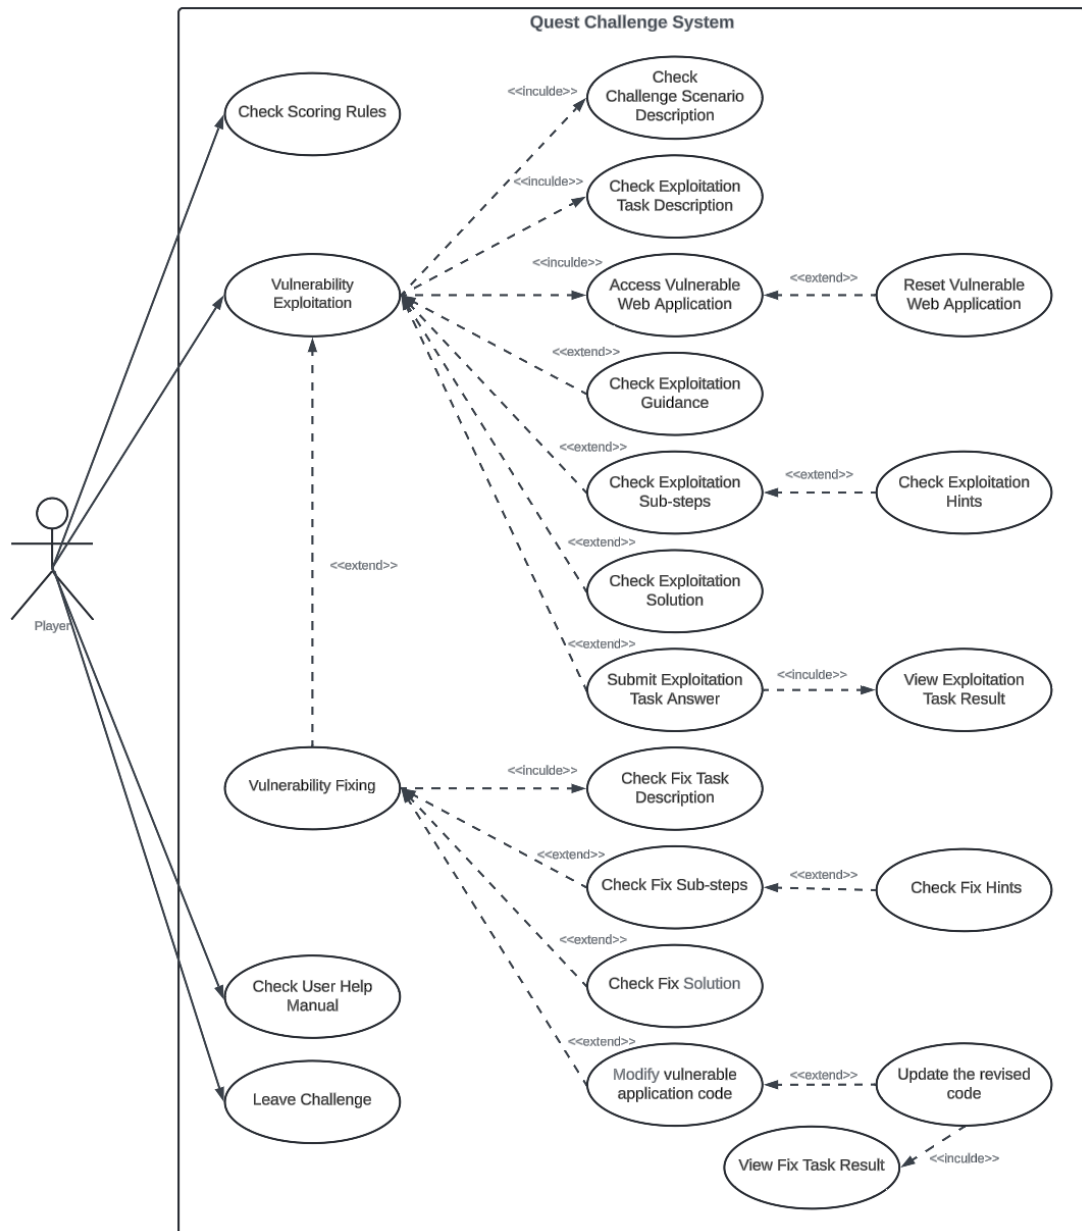 Quest Challenge System
Check Scoring Rules
<<inculde>>
Check
Challenge Scenario
Description
<<inculde>>
Check Exploitation
Task Description
Vulnerability
Exploitation
<<inculde>>
Access Vulnerable
Web Application
<<extend>>
Reset Vulnerable
Web Application
<<extend>>
Check Exploitation
Guidance
<<extend>>
Check Exploitation
Sub-steps
<<extend>>
Check Exploitation
Hints
<<extend>>
Check Exploitation
Solution
<<extend>>
Player
<<extend>>
Submit Exploitation
Task Answer
<<inculde>>
View Exploitation
Task Result
Vulnerability Fixing
<<inculde>>
Check Fix Task
Description
<<extend>>
Check Fix Sub-steps
<<extend>>
Check Fix Hints
<<extend>>
Check Fix Solution
Check User Help
Manual
<<extend>>
Modify vulnerable
application code
<<extend>>
Update the revised
code
Leave Challenge
View Fix Task Result
<<inculde>>